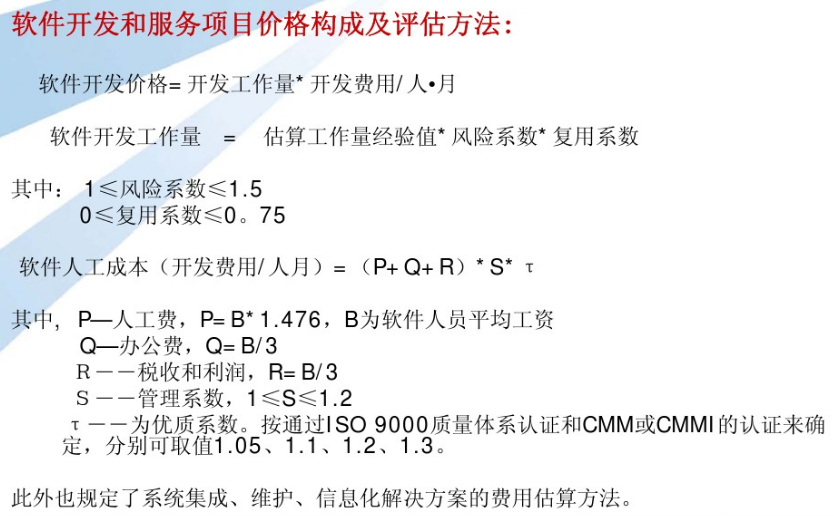 软件开发和服务项目价格构成及评估方法:
软件开发价格= 开发工作量* 开发费用/ 人•月
软件开发工作量 = 估算工作量经验值* 风险系数* 复用系数
其中: 1≤风险系数≤1.5
0≤复用系数≤0。75
软件人工成本（开发费用/ 人月）= （P+ Q+ R）* S* τ
其中, P—人工费，P= B* 1.476，B为软件人员平均工资
Q—办公费，Q= B/ 3
Ｒ－－税收和利润，R= B/ 3
Ｓ－－管理系数，1≤S≤1.2
τ－－为优质系数。按通过ISO 9000质量体系认证和CMM或CMMI的认证来确
定，分别可取值1.05、1.1、1.2、1.3。
此外也规定了系统集成、维护、信息化解决方案的费用估算方法。